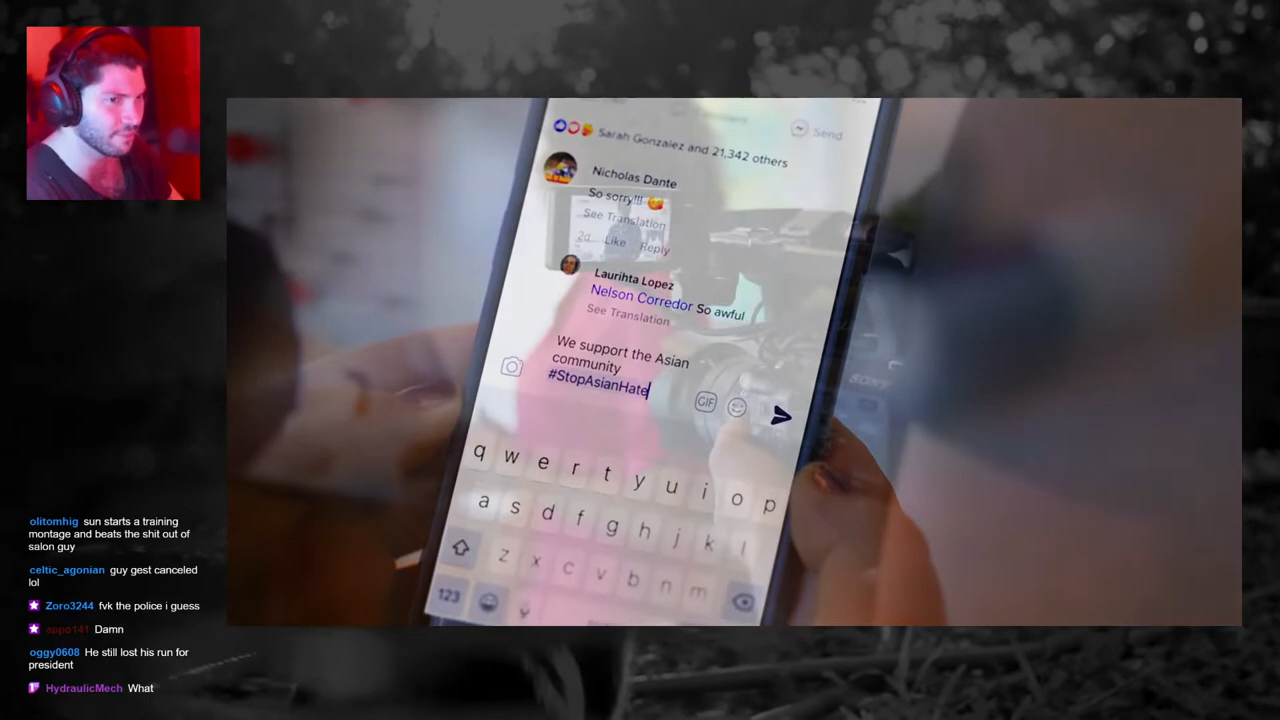 Send
Sarah Gonzalez and 21,342 others
Nicholas Dante
So sorry!!!
See Translation
2d Like Reply
Laurihta Lopez
Nelson Corredor So awful
See Translation
We support the Asian
community
#StopAsianHate
GIF
SONY
q w e r t y u i o p
a s d f g h j k l
z x c v b n m
123
olitomhig sun starts a training
montage and beats the shit out of
salon guy
celtic_agonian guy gest canceled
lol
Zoro3244 fvk the police i guess
appo141 Damn
oggy0608 He still lost his run for
president
HydraulicMech What